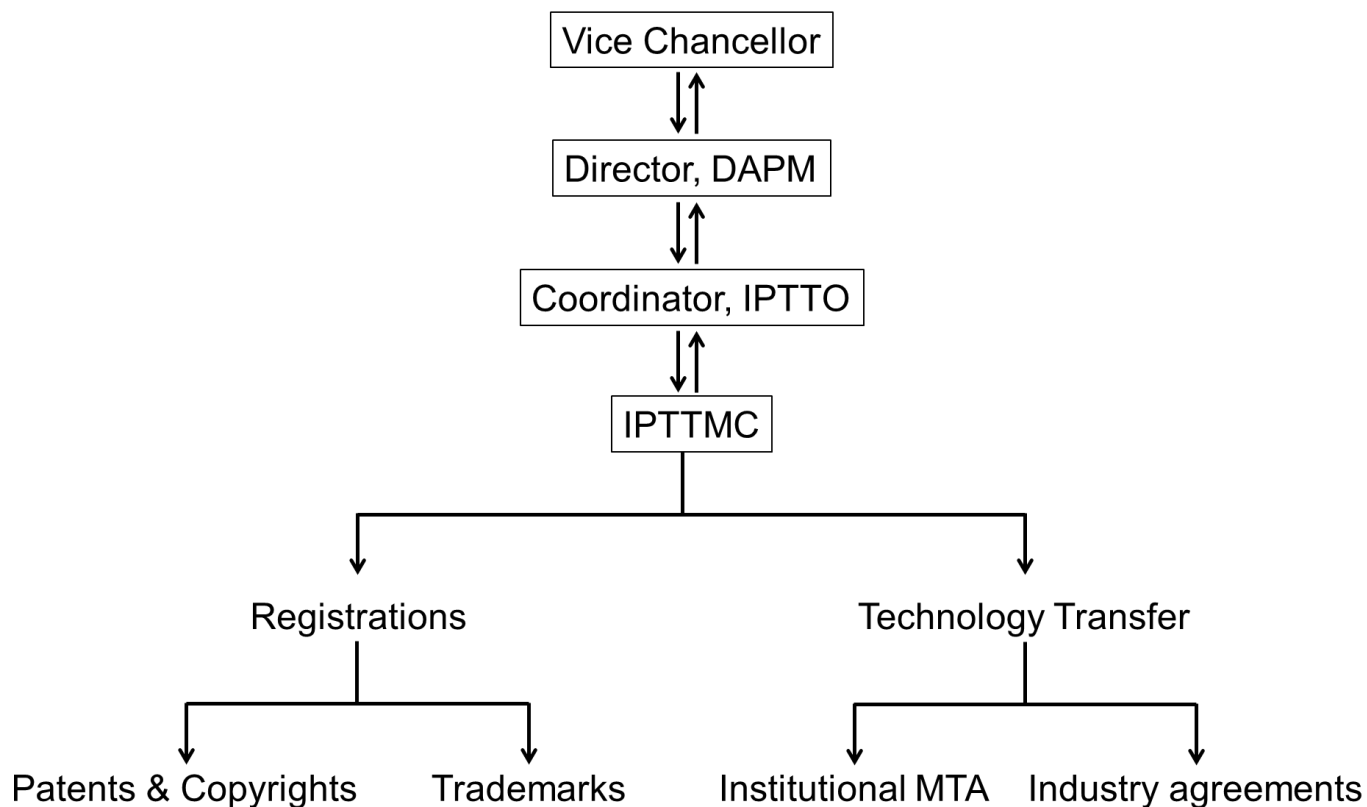 Vice Chancellor
Director, DAPM
Coordinator, IPTTO
IPTTMC
Registrations
Technology Transfer
Patents & Copyrights
Trademarks
Institutional MTA
Industry agreements